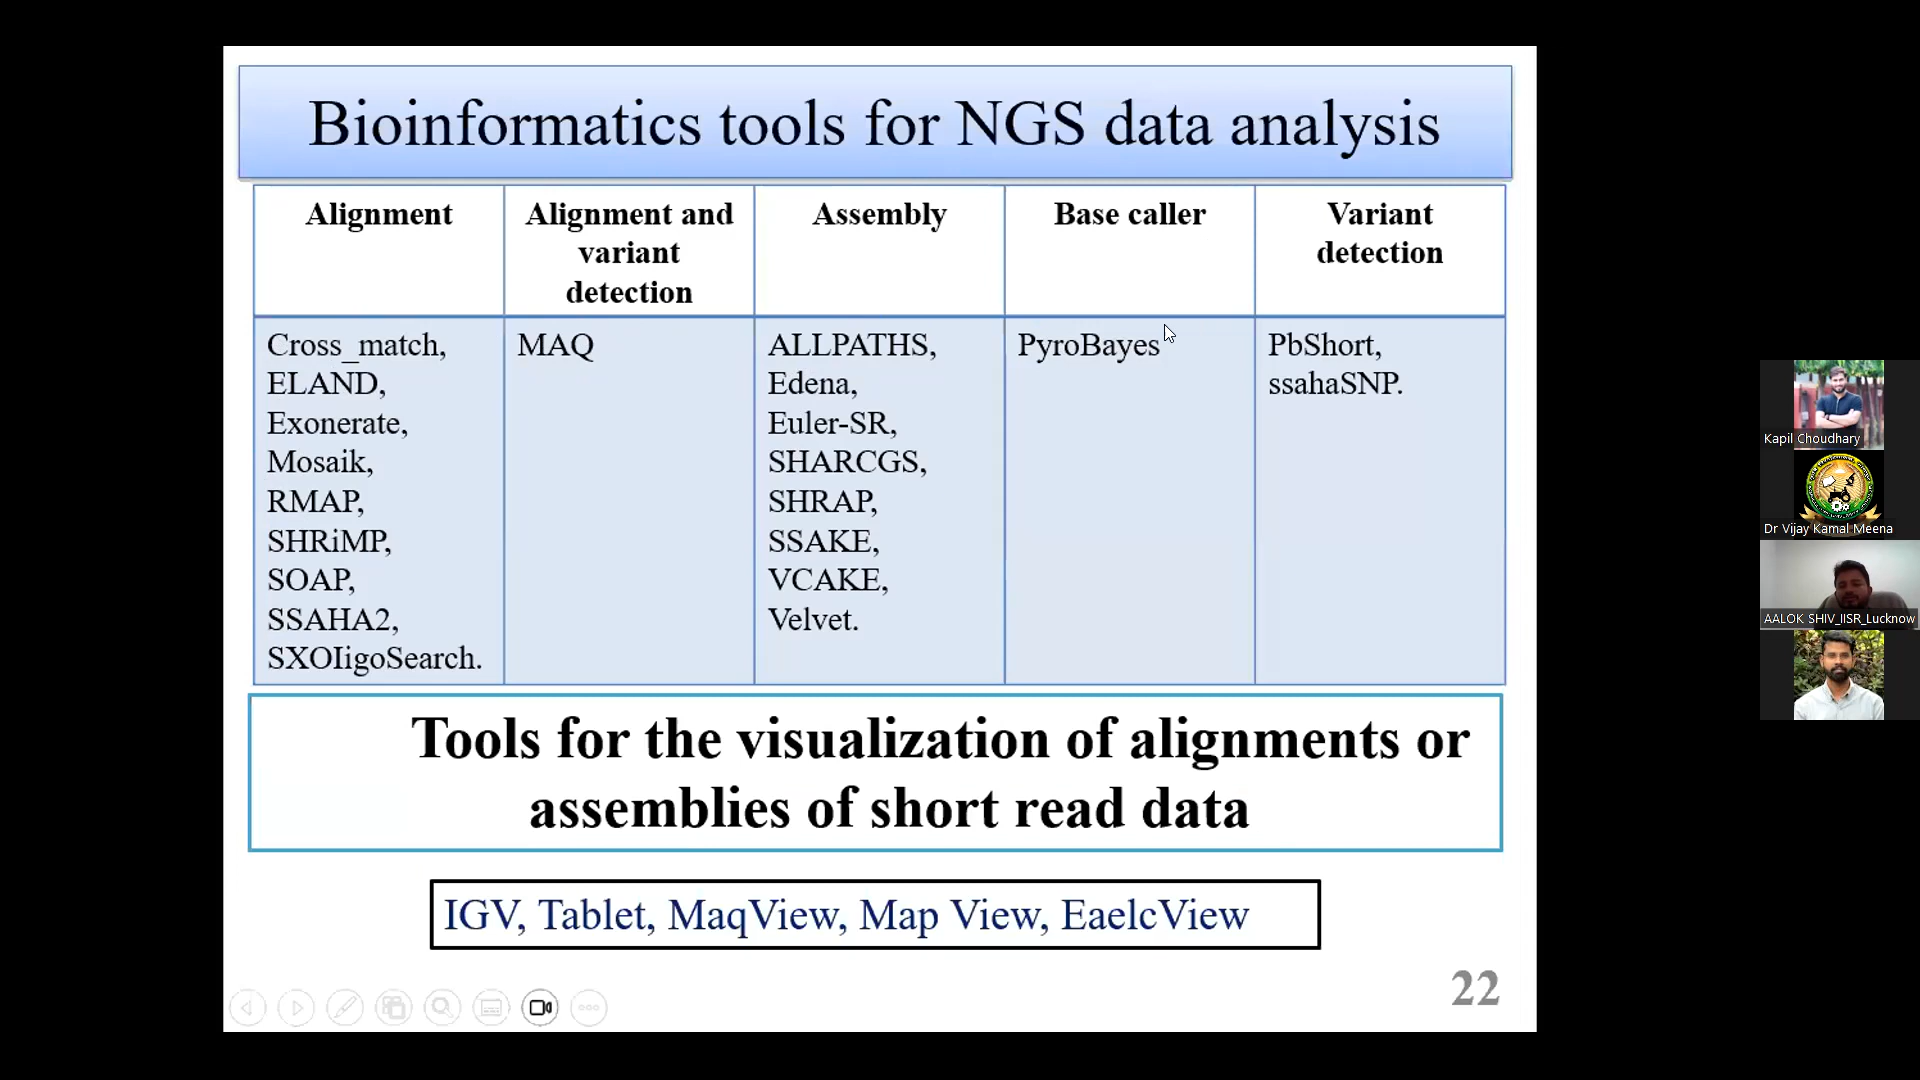 Bioinformatics tools for NGS data analysis
Alignment
Alignment and
variant
detection
Assembly
Base caller
Variant
detection
Cross_match,
ELAND,
Exonerate,
Mosaik,
RMAP,
SHRiMP,
SOAP,
SSAHA2,
SXOIigoSearch.
MAQ
ALLPATHS,
Edena,
Euler-SR,
SHARCGS,
SHRAP,
SSAKE,
VCAKE,
Velvet.
PyroBayes
PbShort,
ssahaSNP.
Tools for the visualization of alignments or
assemblies of short read data
IGV, Tablet, MaqView, Map View, EaelcView
22
Kapil Choudhary
Dr Vijay Kamal Meena
AALOK SHIV_IISR_Lucknow